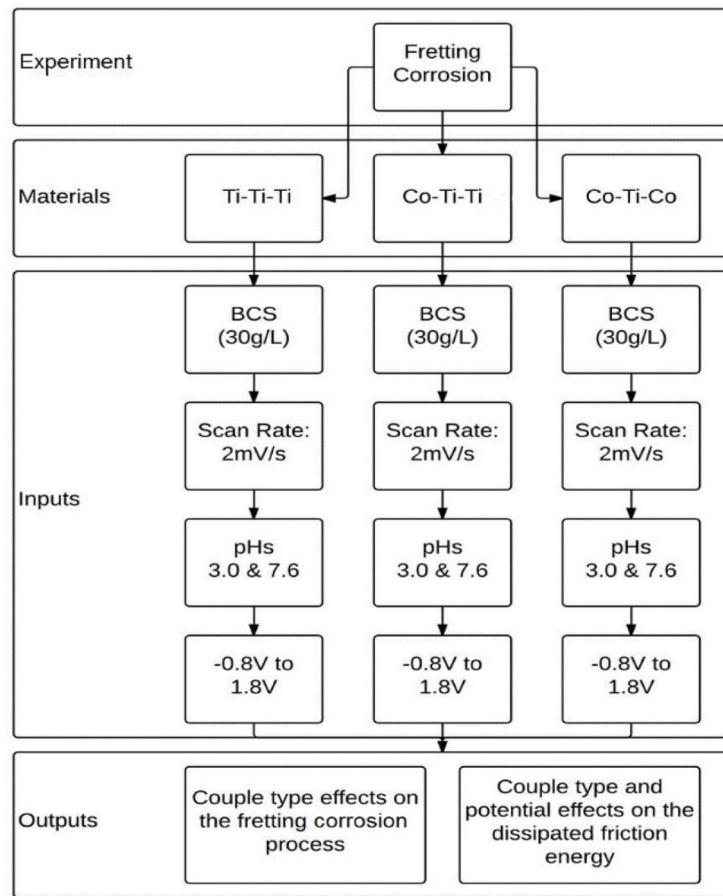 Experiment
Fretting
Corrosion
Materials
Ti-Ti-Ti
Co-Ti-Ti
Co-Ti-Co
Inputs
BCS
(30g/L)
BCS
(30g/L)
BCS
(30g/L)
Scan Rate:
2mV/s
Scan Rate:
2mV/s
Scan Rate:
2mV/s
pHs
3.0 & 7.6
pHs
3.0 & 7.6
pHs
3.0 & 7.6
-0.8V to
1.8V
-0.8V to
1.8V
-0.8V to
1.8V
Outputs
Couple type effects on
the fretting corrosion
process
Couple type and
potential effects on the
dissipated friction
energy